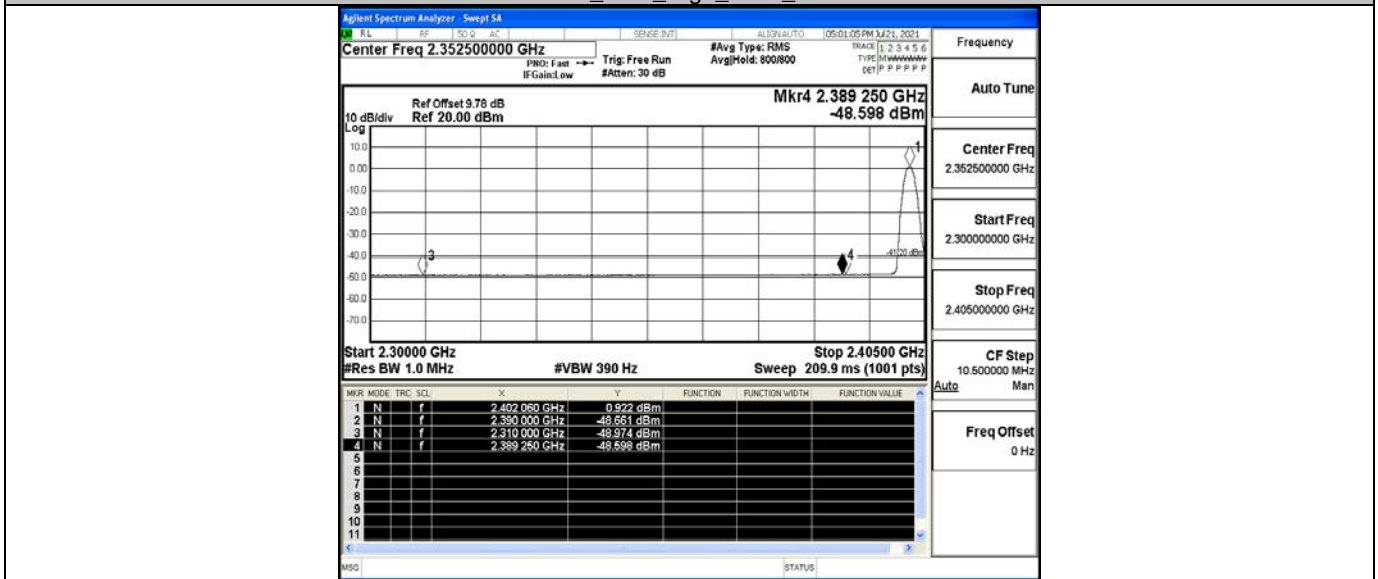 Agilent Spectrum Analyzer - Swept SA
RL RF 50 Ω AC SENSE:INT ALIGNAUTO 05:01:05 PM Jul 21, 2021
Center Freq 2.352500000 GHz
PNO: Fast
IFGain:Low
Trig: Free Run
#Atten: 30 dB
#Avg Type: RMS
Avg|Hold: 800/800
TRACE 1 2 3 4 5 6
TYPE MWWWWW
DET P P P P P P
Ref Offset 9.78 dB
Mkr4 2.389 250 GHz
10 dB/div Ref 20.00 dBm
-48.598 dBm
Log
10.0
0.00
-10.0
-20.0
-30.0
-40.0
-50.0
-60.0
-70.0
1
3
4
-41.20 dBm
Start 2.30000 GHz
Stop 2.40500 GHz
#Res BW 1.0 MHz
#VBW 390 Hz
Sweep 209.9 ms (1001 pts)
MKR MODE TRC SCL X Y FUNCTION FUNCTION WIDTH FUNCTION VALUE
1 N f 2.402 060 GHz 0.922 dBm
2 N f 2.390 000 GHz -48.661 dBm
3 N f 2.310 000 GHz -48.974 dBm
4 N f 2.389 250 GHz -48.598 dBm
5
6
7
8
9
10
11
MSG
STATUS
Frequency
Auto Tune
Center Freq
2.352500000 GHz
Start Freq
2.300000000 GHz
Stop Freq
2.405000000 GHz
CF Step
10.500000 MHz
Auto Man
Freq Offset
0 Hz